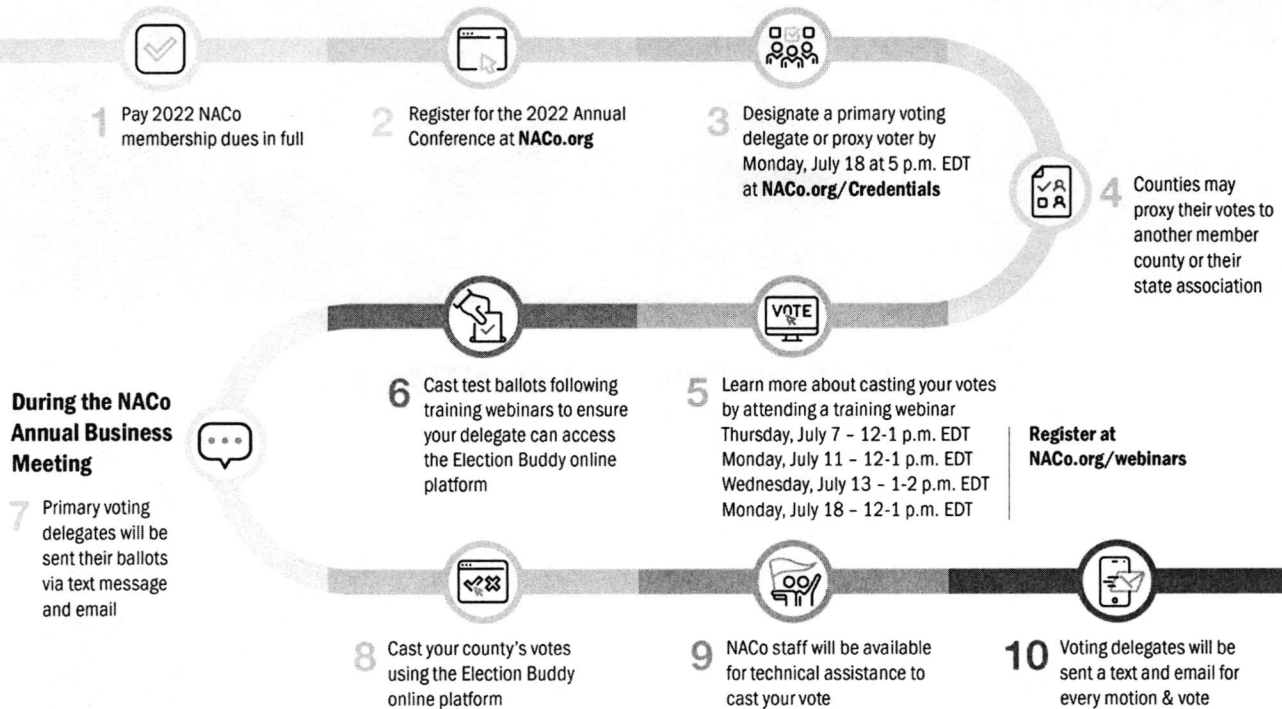 1 Pay 2022 NACo
membership dues in full
2 Register for the 2022 Annual
Conference at NACo.org
3 Designate a primary voting
delegate or proxy voter by
Monday, July 18 at 5 p.m. EDT
at NACo.org/Credentials
4 Counties may
proxy their votes to
another member
county or their
state association
VOTE
5 Learn more about casting your votes
by attending a training webinar
Thursday, July 7 – 12-1 p.m. EDT
Monday, July 11 – 12-1 p.m. EDT
Wednesday, July 13 – 1-2 p.m. EDT
Monday, July 18 – 12-1 p.m. EDT
Register at
NACo.org/webinars
6 Cast test ballots following
training webinars to ensure
your delegate can access
the Election Buddy online
platform
During the NACo
Annual Business
Meeting
7 Primary voting
delegates will be
sent their ballots
via text message
and email
8 Cast your county's votes
using the Election Buddy
online platform
9 NACo staff will be available
for technical assistance to
cast your vote
10 Voting delegates will be
sent a text and email for
every motion & vote